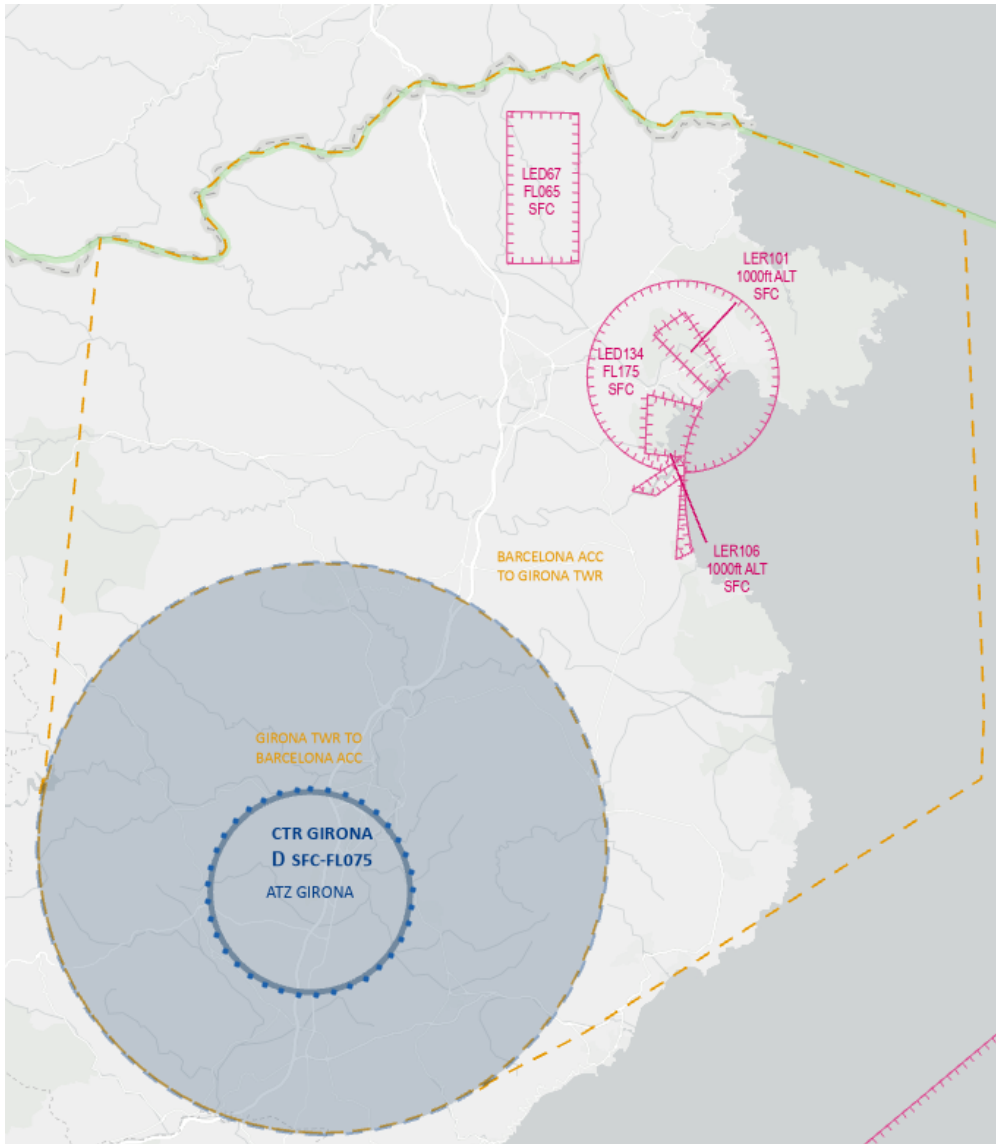 LED67
FL065
SFC
LER101
1000ft ALT
SFC
LED134
FL175
SFC
LER106
1000ft ALT
SFC
BARCELONA ACC
TO GIRONA TWR
GIRONA TWR TO
BARCELONA ACC
CTR GIRONA
D SFC-FL075
ATZ GIRONA